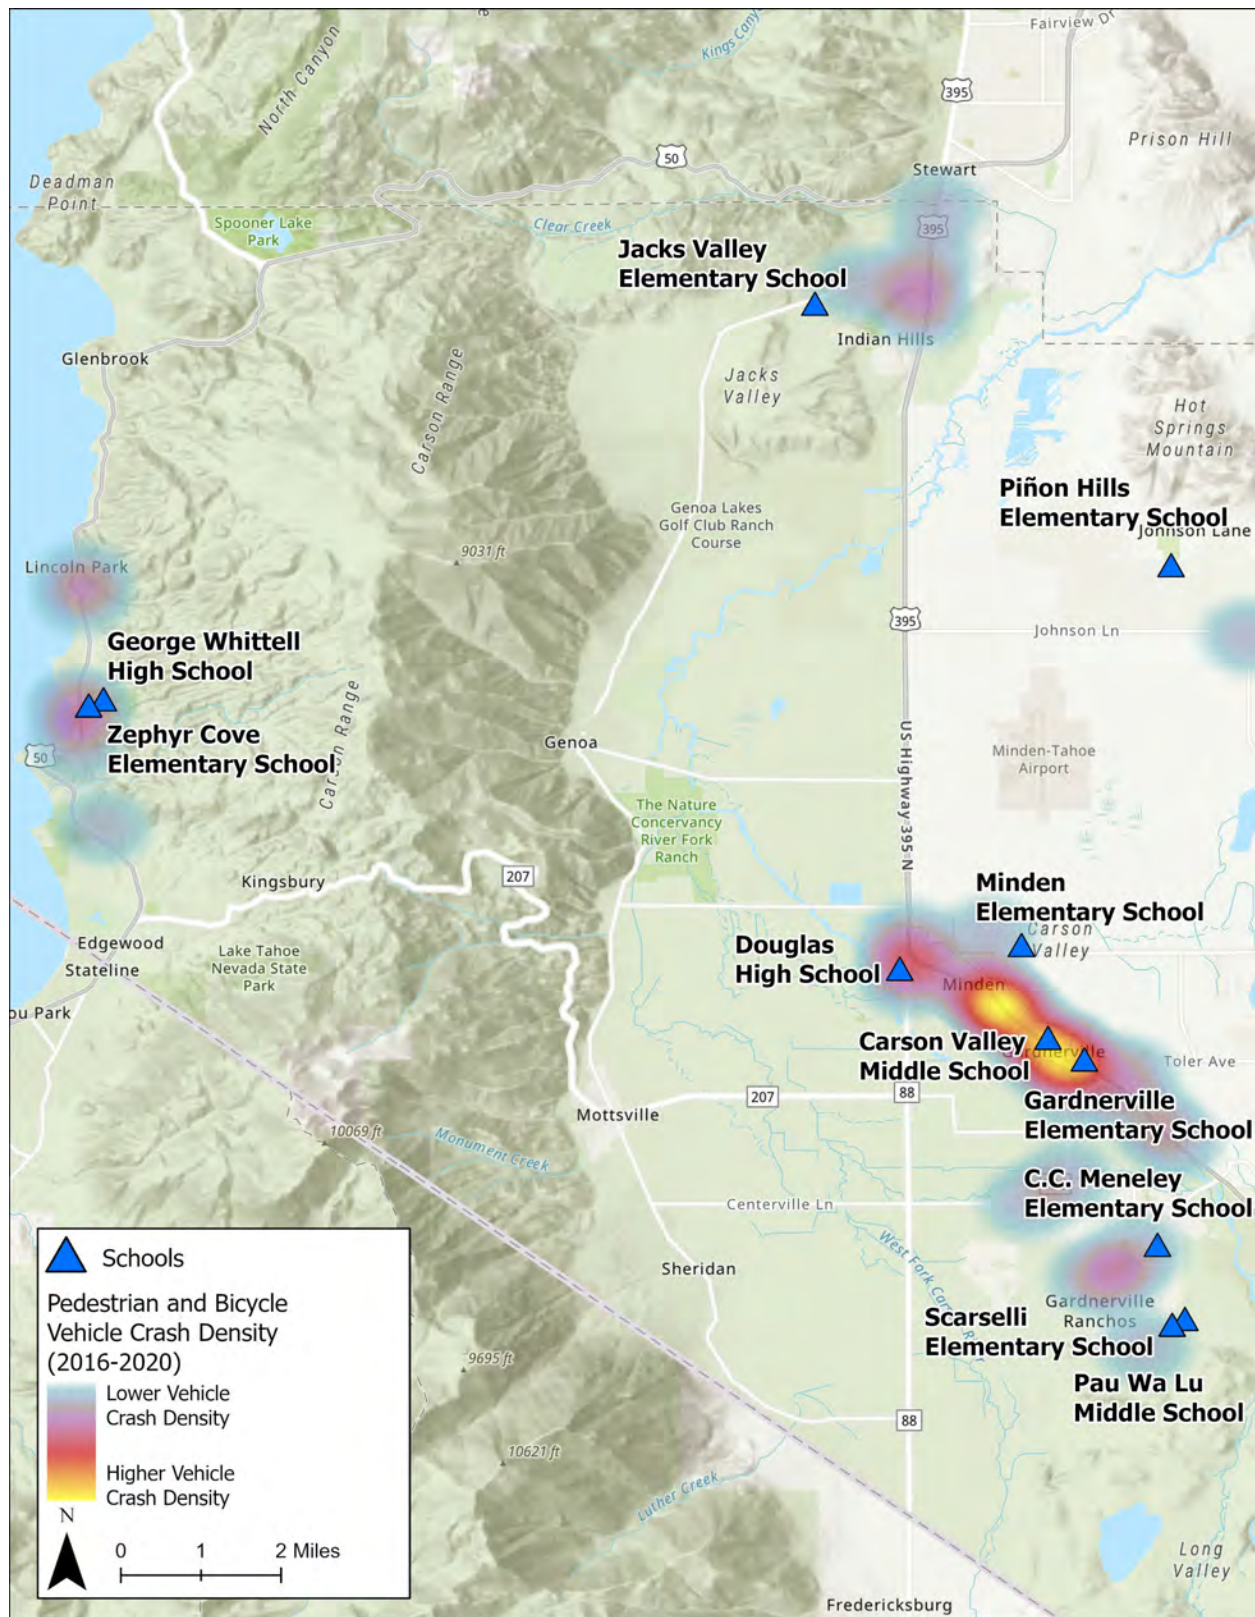 Fairview Dr
Kings Canyon
North Canyon
395
Prison Hill
50
Stewart
Deadman
Point
Spooner Lake
Park
Clear Creek
395
Jacks Valley
Elementary School
Indian Hills
Glenbrook
Carson Range
Jacks
Valley
Hot
Springs
Mountain
Piñon Hills
Elementary School
Johnson Lane
Genoa Lakes
Golf Club Ranch
Course
9031 ft
Lincoln Park
395
Johnson Ln
George Whittell
High School
Zephyr Cove
Elementary School
50
Carson Range
Genoa
US Highway 395 N
Minden-Tahoe
Airport
The Nature
Concervancy
River Fork
Ranch
Kingsbury
207
Minden
Elementary School
Carson
Valley
Edgewood
Stateline
Lake Tahoe
Nevada State
Park
Douglas
High School
Minden
ou Park
Carson Valley
Middle School
Gardnerville
Toler Ave
207
88
Mottsville
Gardnerville
Elementary School
10069 ft
Monument Creek
C.C. Meneley
Elementary School
Centerville Ln
Sheridan
Gardnerville
Ranchos
Scarselli
Elementary School
Pau Wa Lu
Middle School
9695 ft
88
10621 ft
Luther Creek
Long
Valley
Fredericksburg
Schools
Pedestrian and Bicycle
Vehicle Crash Density
(2016-2020)
Lower Vehicle
Crash Density
Higher Vehicle
Crash Density
N
0 1 2 Miles